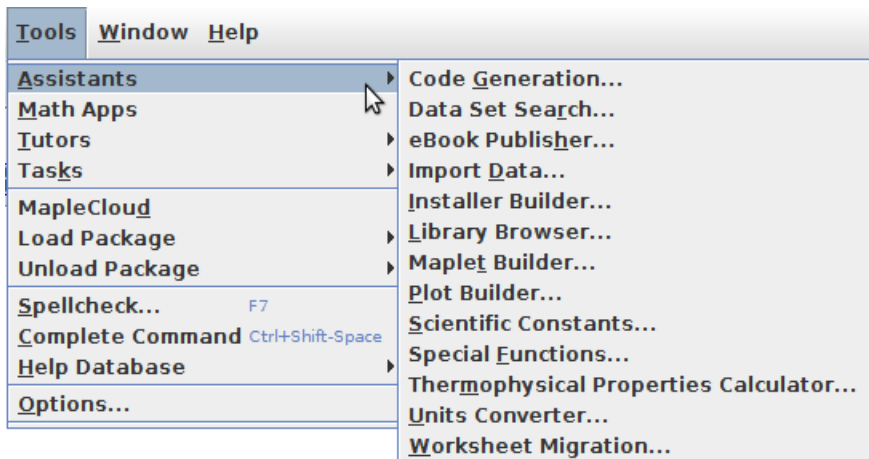 Tools Window Help
Assistants
Math Apps
Tutors
Tasks
MapleCloud
Load Package
Unload Package
Spellcheck... F7
Complete Command Ctrl+Shift-Space
Help Database
Options...
Code Generation...
Data Set Search...
eBook Publisher...
Import Data...
Installer Builder...
Library Browser...
Maplet Builder...
Plot Builder...
Scientific Constants...
Special Functions...
Thermophysical Properties Calculator...
Units Converter...
Worksheet Migration...